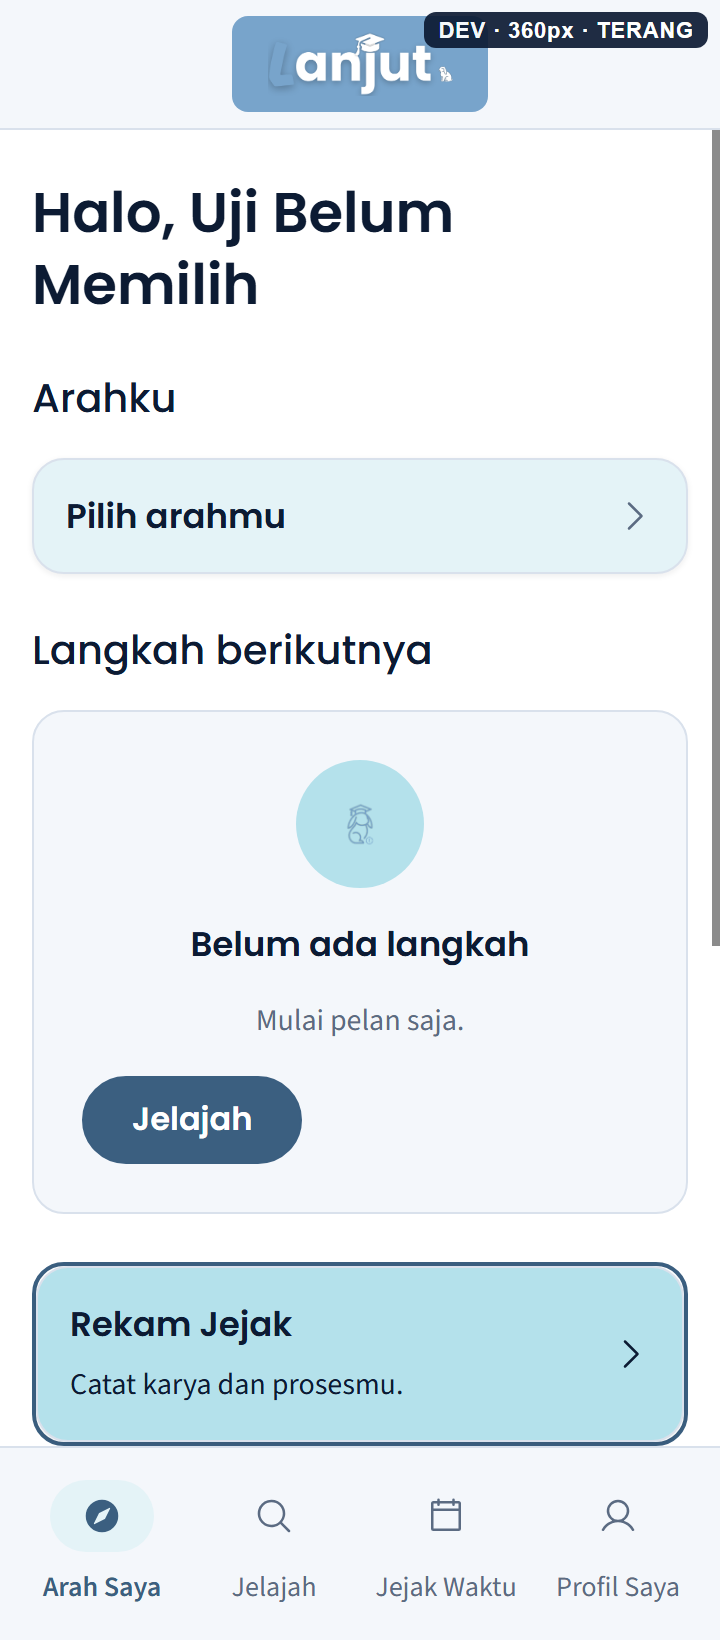 Lanjut
DEV · 360px · TERANG
Halo, Uji Belum
Memilih
Arahku
Pilih arahmu
Langkah berikutnya
Belum ada langkah
Mulai pelan saja.
Jelajah
Rekam Jejak
Catat karya dan prosesmu.
Arah Saya
Jelajah
Jejak Waktu
Profil Saya